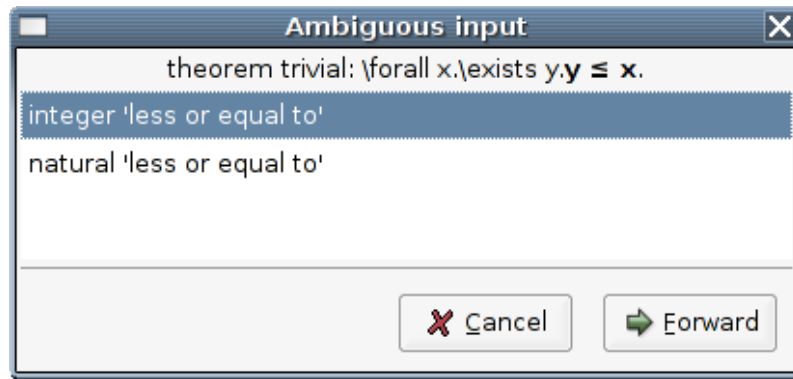 Ambiguous input
theorem trivial: \forall x.\exists y.y ≤ x.
integer 'less or equal to'
natural 'less or equal to'
Cancel
Forward